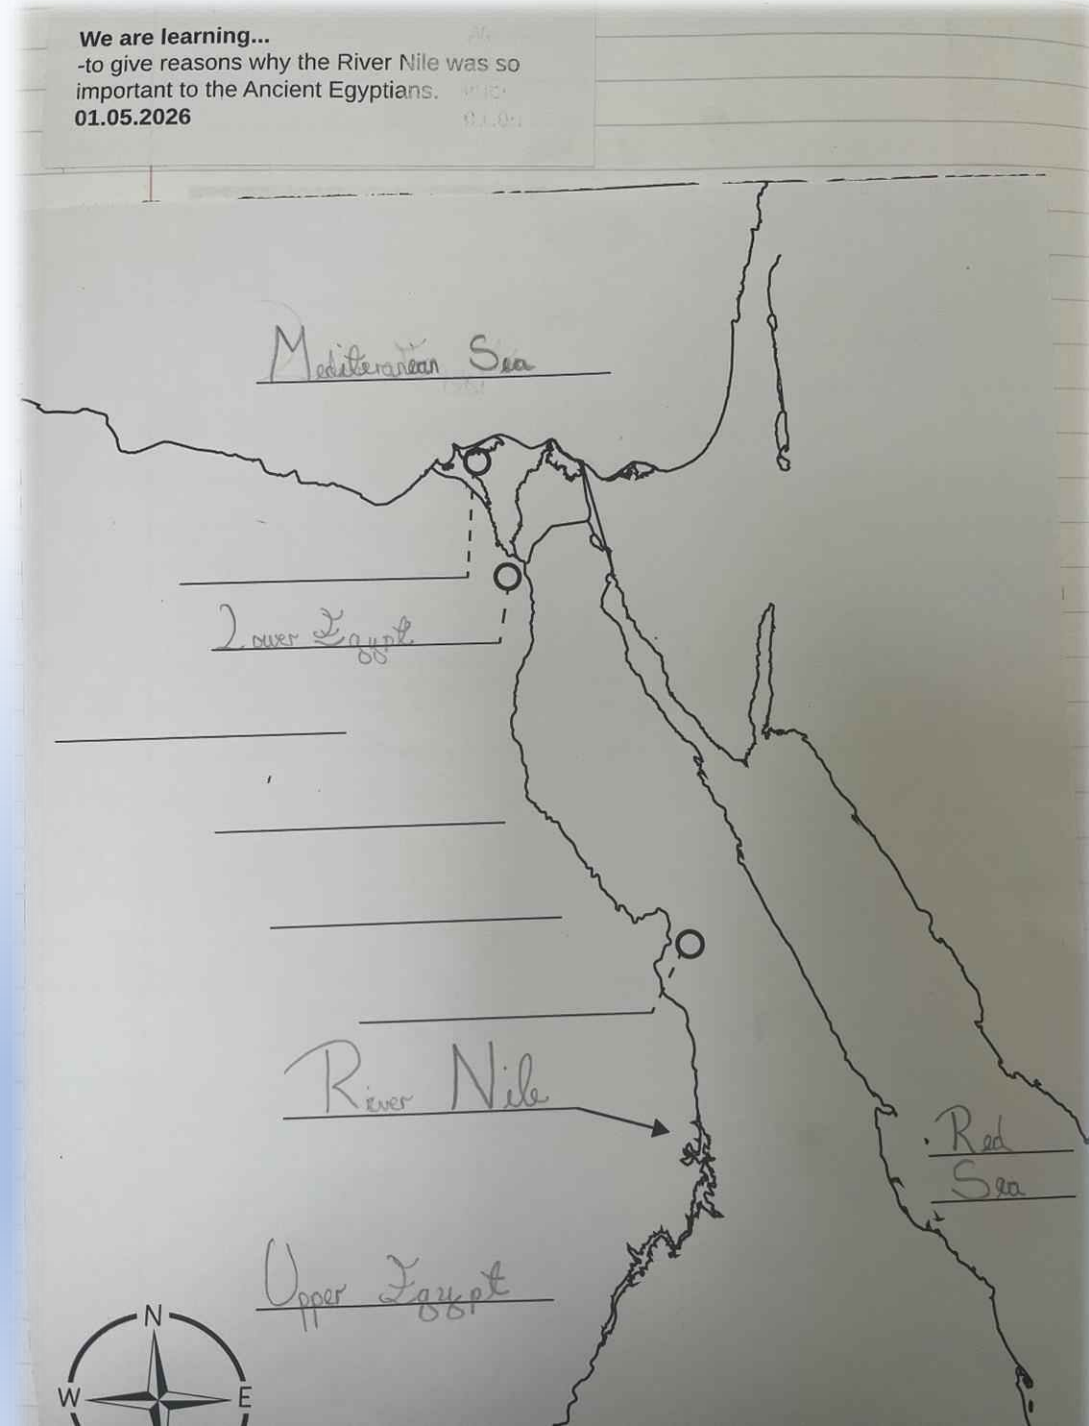 We are learning...
-to give reasons why the River Nile was so
important to the Ancient Egyptians.
01.05.2026
Mediteranean Sea
Lower Egypt
River Nile
Red
Sea
Upper Egypt
N
W
E